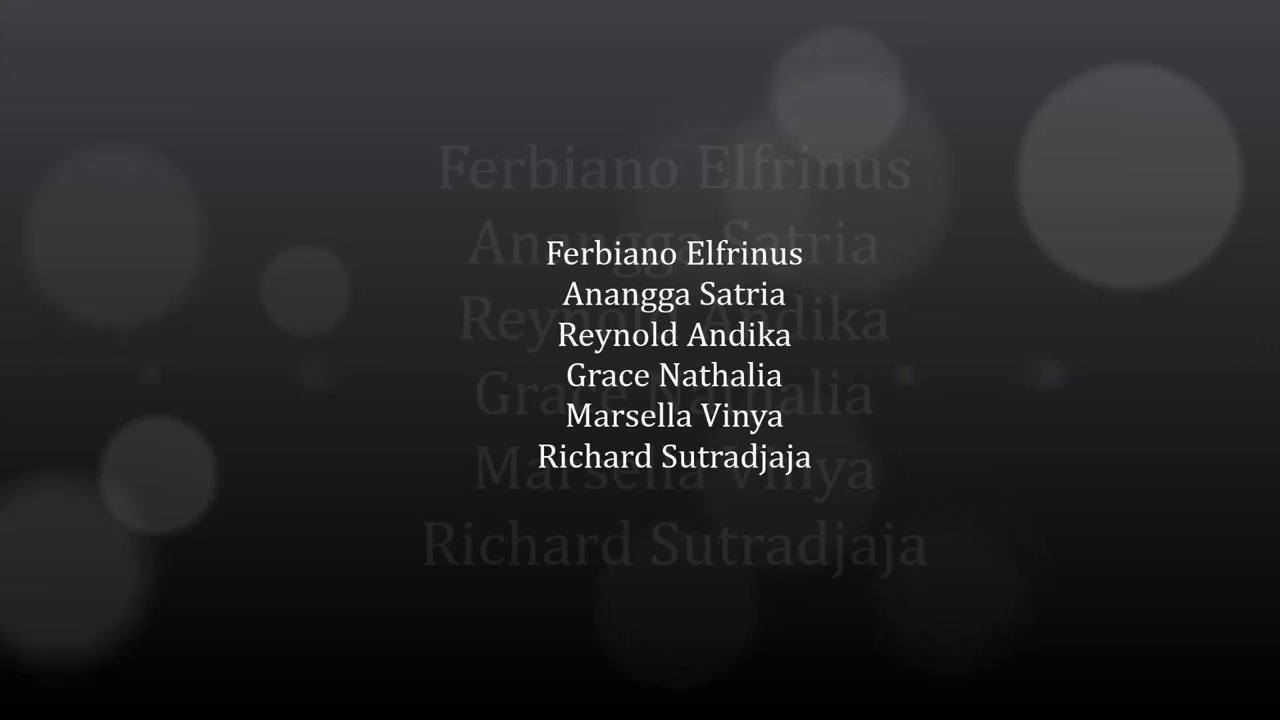 Ferbiano Elfrinus
Anangga Satria
Reynold Andika
Grace Nathalia
Marsella Vinya
Richard Sutradjaja